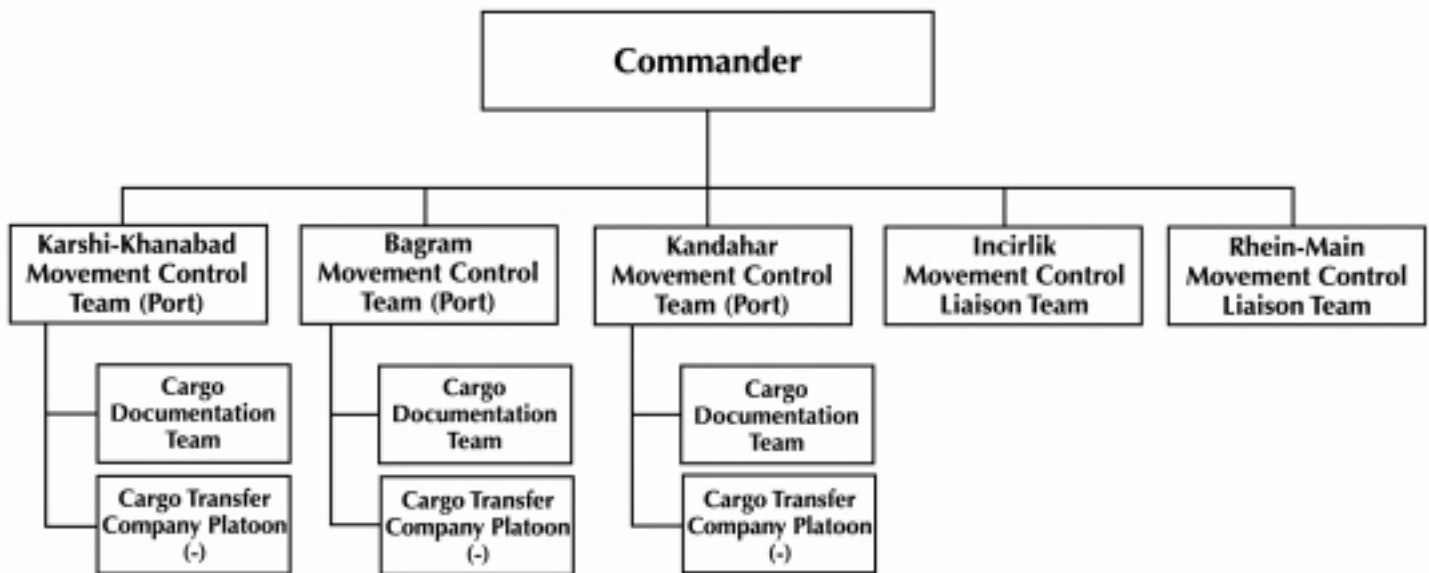 Commander
Karshi-Khanabad
Movement Control
Team (Port)
Bagram
Movement Control
Team (Port)
Kandahar
Movement Control
Team (Port)
Incirlik
Movement Control
Liaison Team
Rhein-Main
Movement Control
Liaison Team
Cargo
Documentation
Team
Cargo
Documentation
Team
Cargo
Documentation
Team
Cargo Transfer
Company Platoon
(-)
Cargo Transfer
Company Platoon
(-)
Cargo Transfer
Company Platoon
(-)